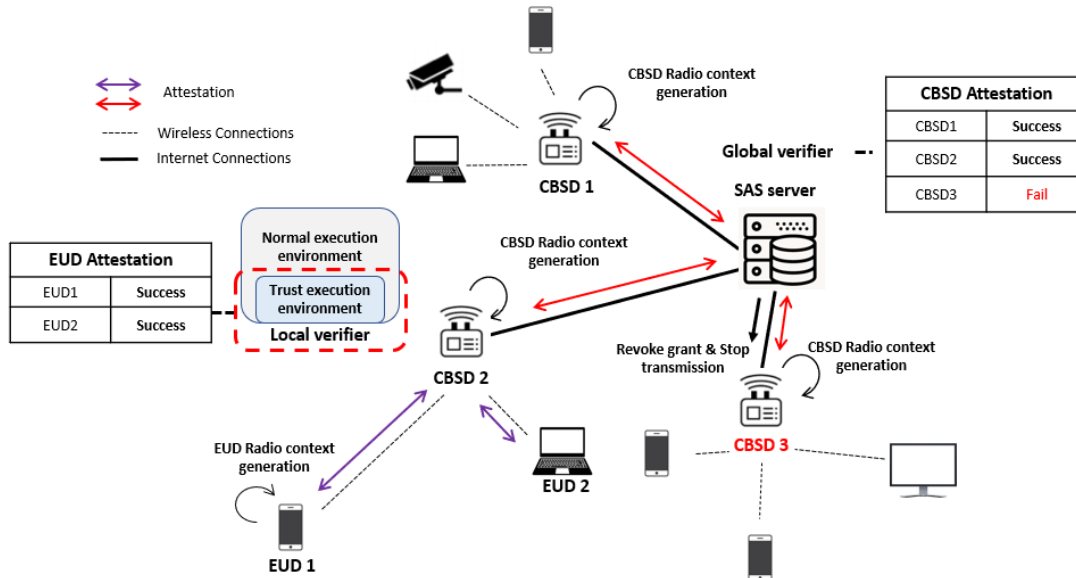 Attestation
Wireless Connections
Internet Connections
CBSD Radio context
generation
CBSD 1
Global verifier
SAS server
CBSD Attestation
CBSD1 Success
CBSD2 Success
CBSD3 Fail
EUD Attestation
EUD1 Success
EUD2 Success
Normal execution
environment
Trust execution
environment
Local verifier
CBSD Radio context
generation
CBSD 2
Revoke grant & Stop
transmission
CBSD Radio context
generation
CBSD 3
EUD Radio context
generation
EUD 1
EUD 2